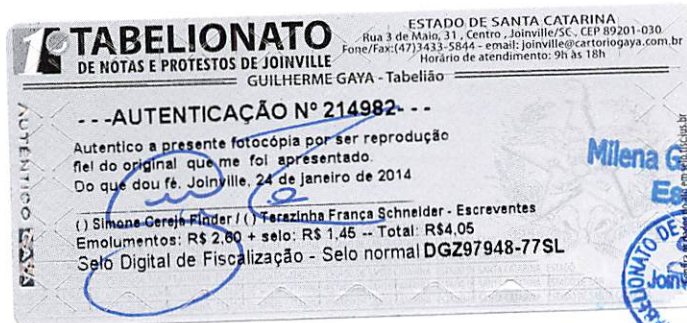 1º TABELIONATO
DE NOTAS E PROTESTOS DE JOINVILLE
ESTADO DE SANTA CATARINA
Rua 3 de Maio, 31 , Centro , Joinville/SC , CEP 89201-030
Fone/Fax:(47)3433-5844 - email: joinville@cartoriogaya.com.br
Horário de atendimento: 9h às 18h
GUILHERME GAYA - Tabelião
AUTÊNTICO GAYA
- - -AUTENTICAÇÃO Nº 214982- - -
Autentico a presente fotocópia por ser reprodução
fiel do original que me foi apresentado.
Do que dou fé. Joinville, 24 de janeiro de 2014
( ) Simone Cerejo Finder / ( ) Terezinha França Schneider - Escreventes
Emolumentos: R$ 2,60 + selo: R$ 1,45 -- Total: R$4,05
Selo Digital de Fiscalização - Selo normal DGZ97948-77SL
Milena G
Es